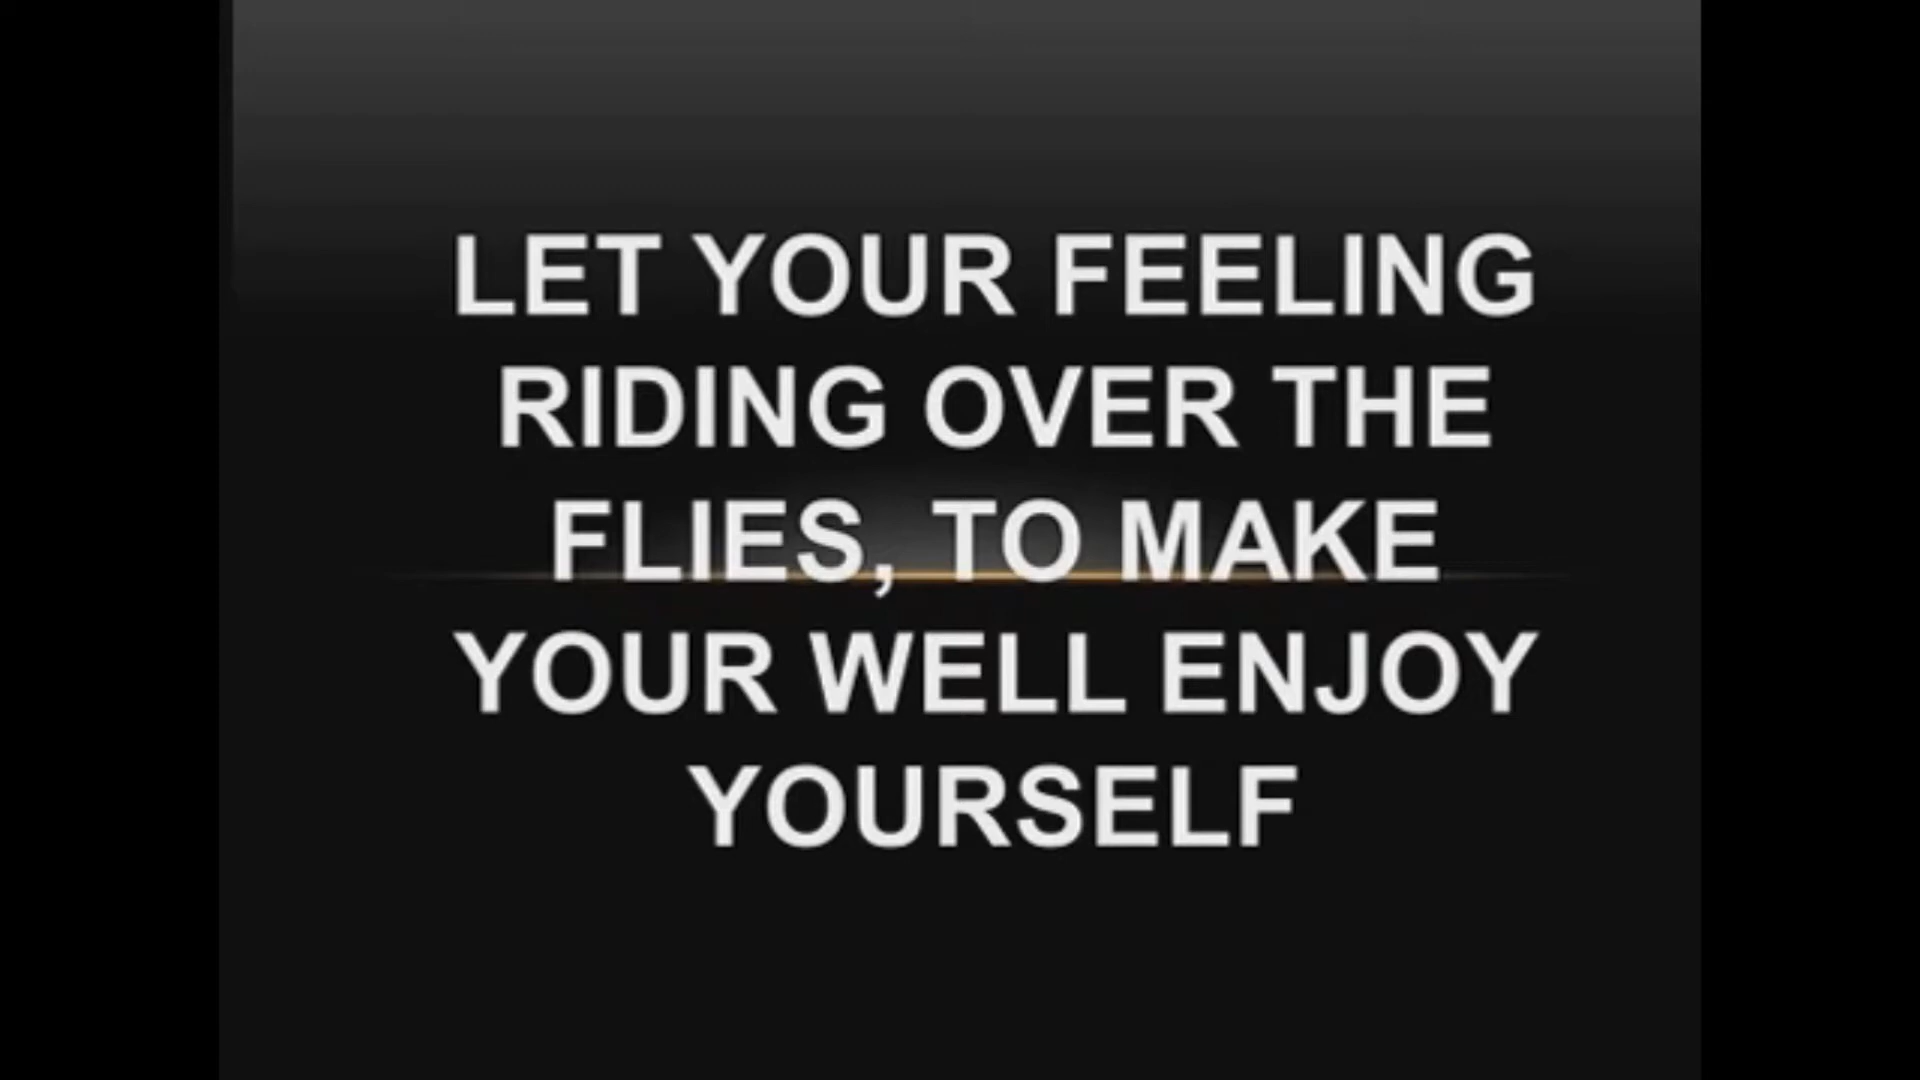 LET YOUR FEELING
RIDING OVER THE
FLIES, TO MAKE
YOUR WELL ENJOY
YOURSELF